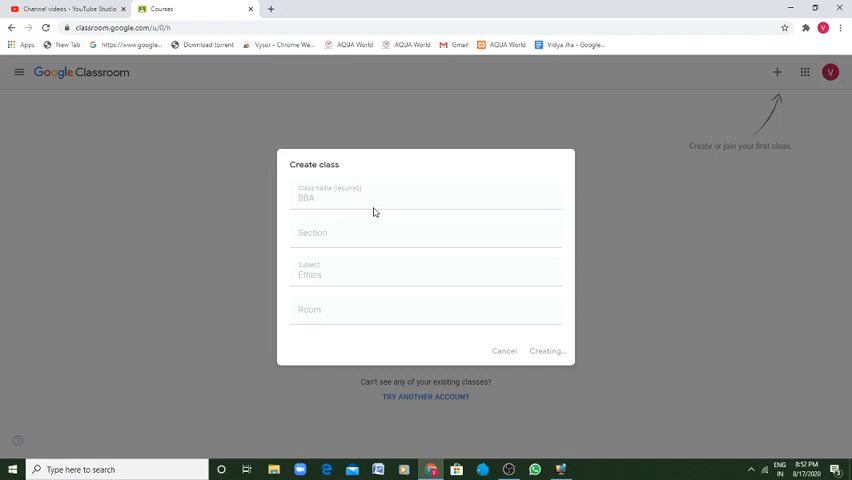 Channel videos - YouTube Studio
Courses
classroom.google.com/u/0/h
V
Apps
New Tab
https://www.google...
Download torrent
Vysor - Chrome We...
AQUA World
AQUA World
Gmail
AQUA World
Vidya Jha - Google...
Google Classroom
V
Create or join your first class.
Create class
Class name (required)
BBA
Section
Subject
Ethics
Room
Cancel
Creating...
Can't see any of your existing classes?
TRY ANOTHER ACCOUNT
Type here to search
ENG
IN
8:52 PM
8/17/2020